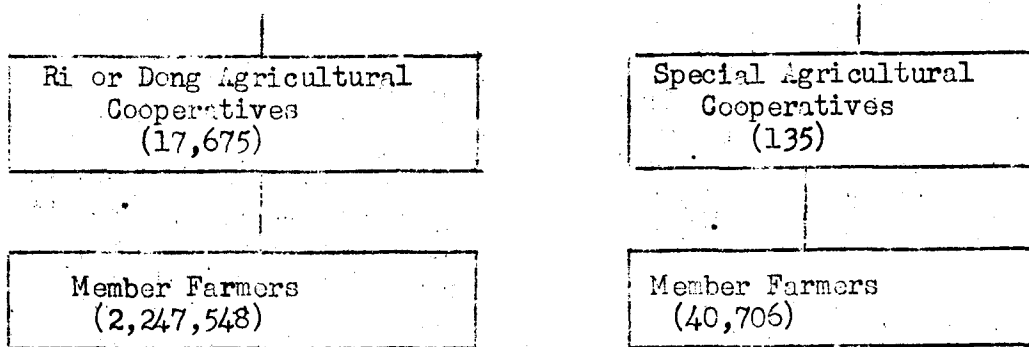 Ri or Dong Agricultural
Cooperatives
(17,675)
Special Agricultural
Cooperatives
(135)
Member Farmers
(2,247,548)
Member Farmers
(40,706)